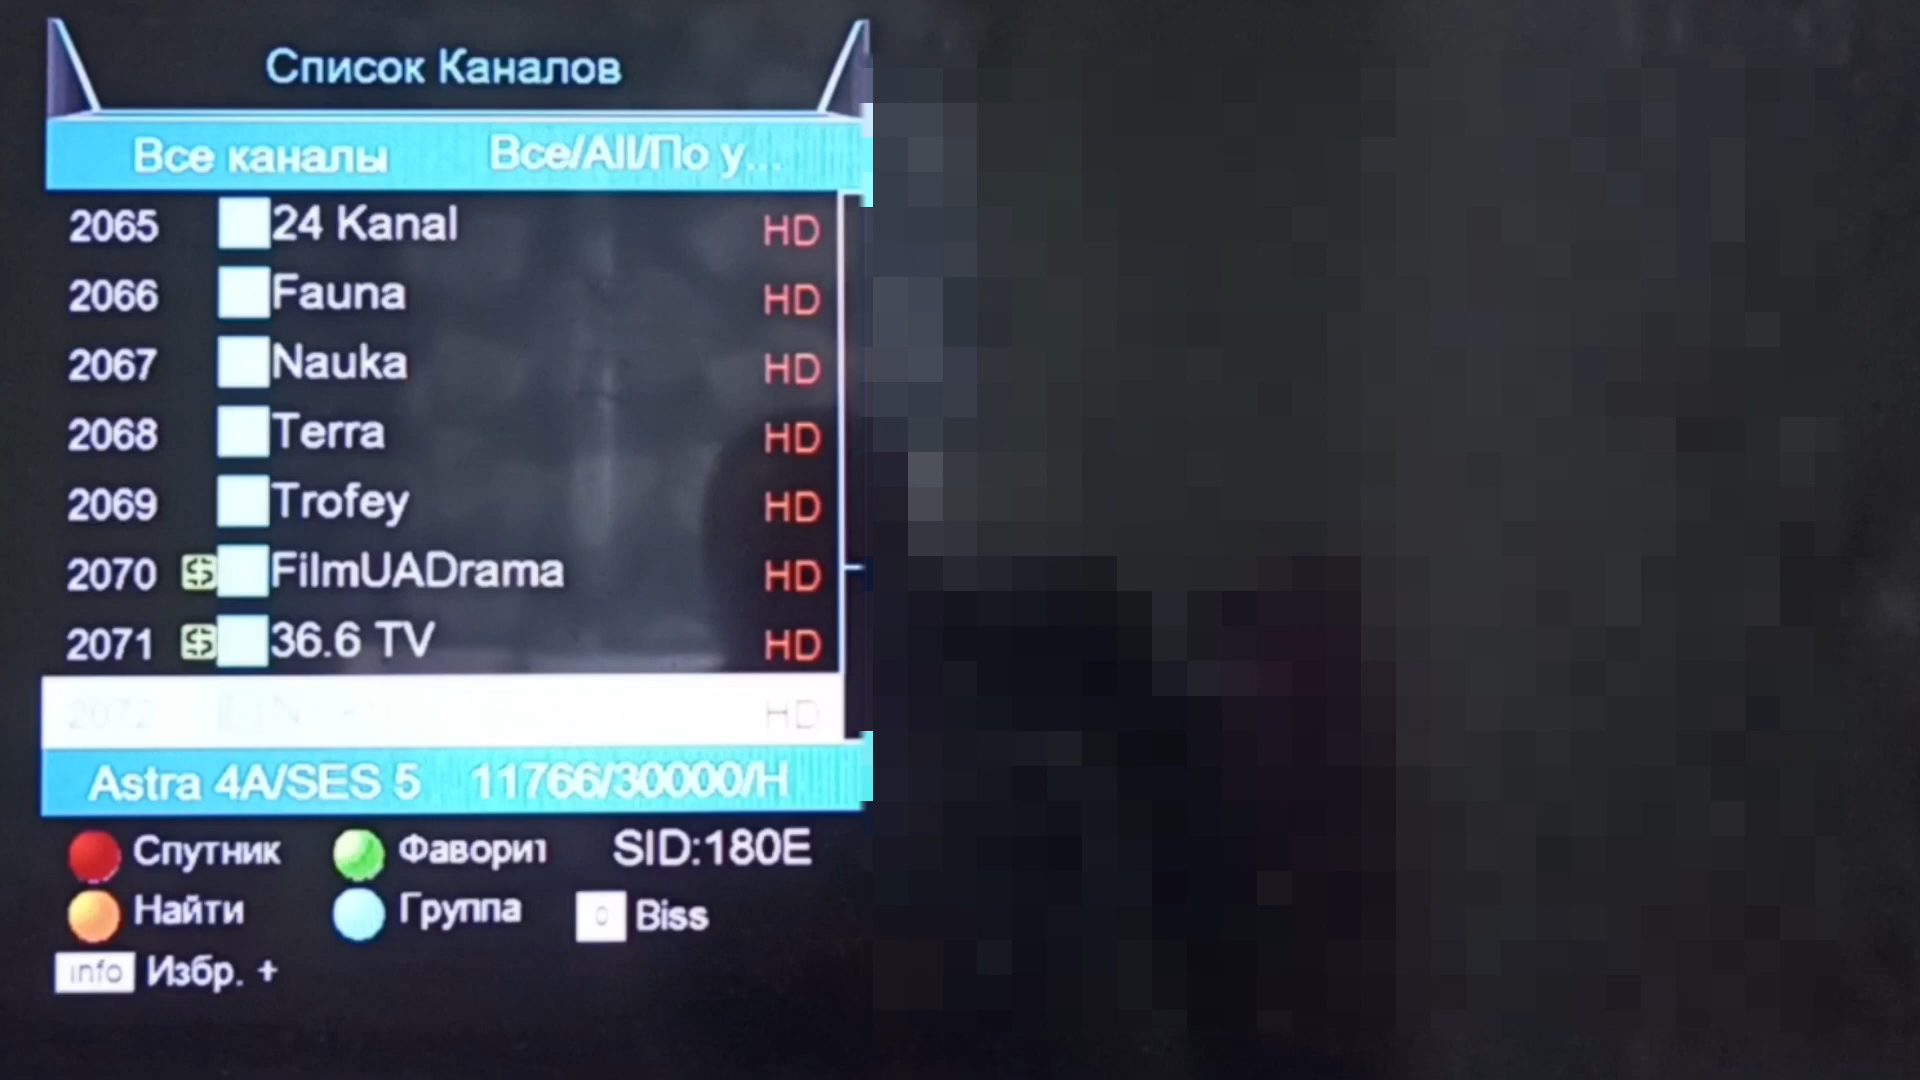 Список Каналов
Все каналы Все/All/По у...
2065 24 Kanal HD
2066 Fauna HD
2067 Nauka HD
2068 Terra HD
2069 Trofey HD
2070 $ FilmUADrama HD
2071 $ 36.6 TV HD
2072 HD
Astra 4A/SES 5 11766/30000/H
Спутник Фаворит SID:180E
Найти Группа 0 Biss
info Избр. +